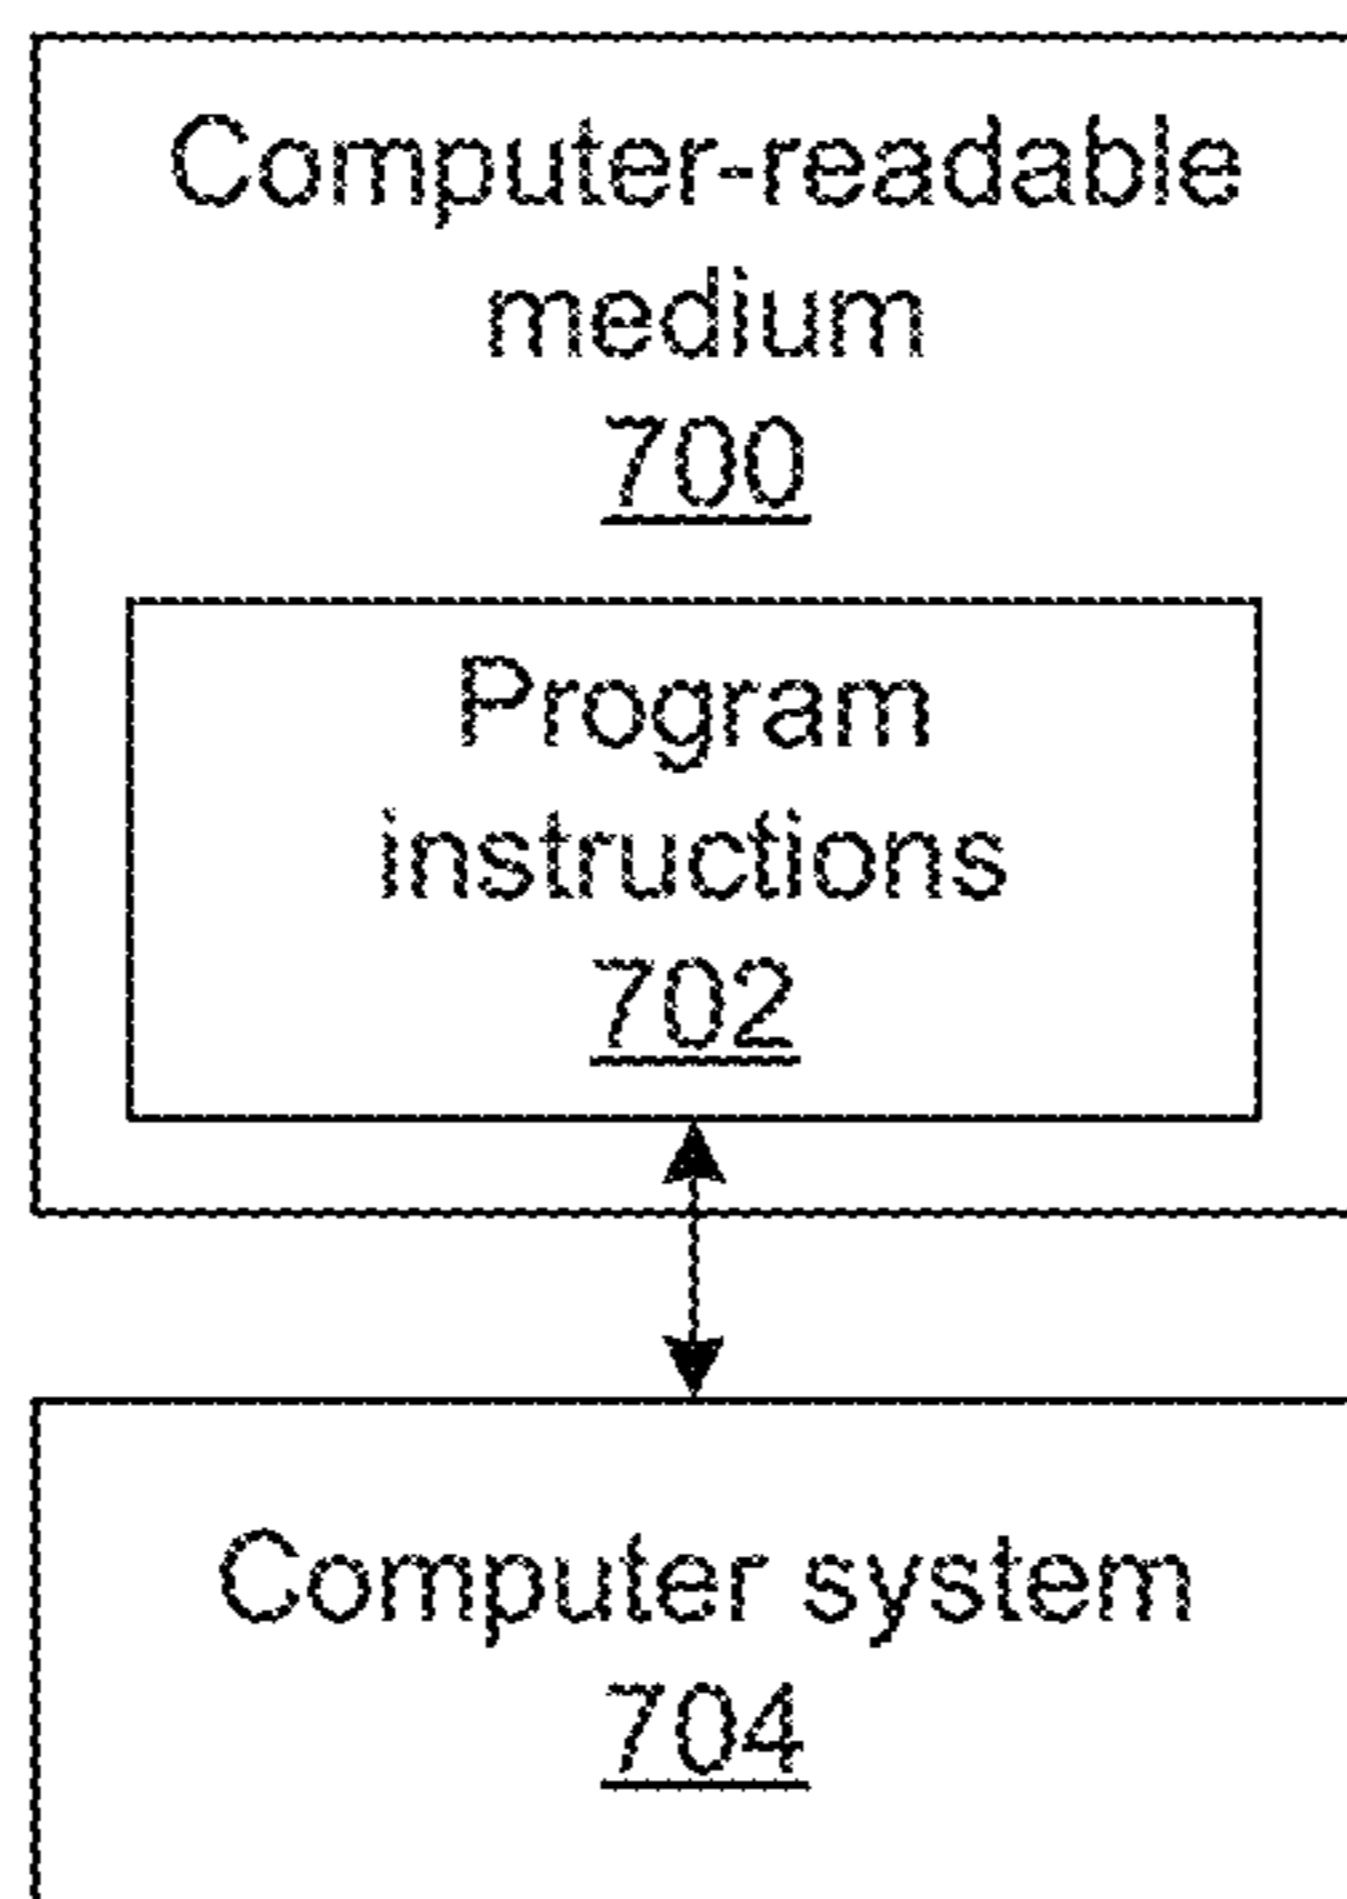 Computer-readable
medium
700
Program
instructions
702
Computer system
704